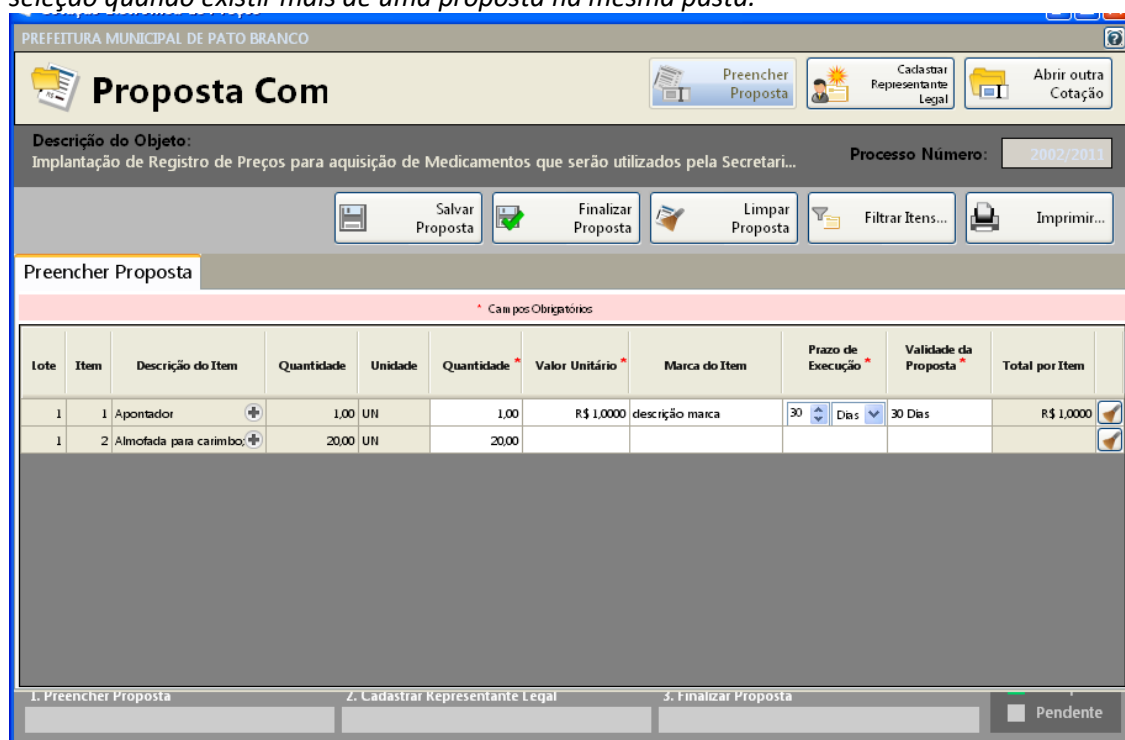 seleção quando existir mais de uma proposta na mesma pasta.
PREFEITURA MUNICIPAL DE PATO BRANCO
Proposta Com
Preencher
Proposta
Cadastrar
Representante
Legal
Abrir outra
Cotação
Descrição do Objeto:
Implantação de Registro de Preços para aquisição de Medicamentos que serão utilizados pela Secretari...
Processo Número:
2002/2011
Salvar
Proposta
Finalizar
Proposta
Limpar
Proposta
Filtrar Itens...
Imprimir...
Preencher Proposta
* Campos Obrigatórios
Lote Item Descrição do Item Quantidade Unidade Quantidade * Valor Unitário * Marca do Item Prazo de Execução * Validade da Proposta * Total por Item
1 1 Apontador 1,00 UN 1,00 R$ 1,0000 descrição marca 30 Dias 30 Dias R$ 1,0000
1 2 Almofada para carimbo; 20,00 UN 20,00
1. Preencher Proposta 2. Cadastrar Representante Legal 3. Finalizar Proposta
Pendente